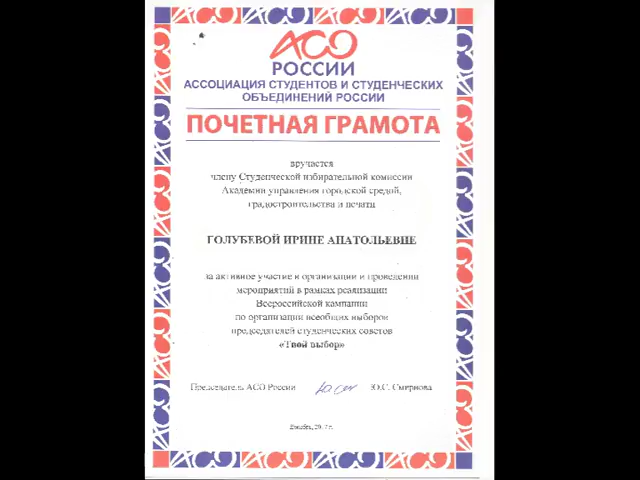 АСО
РОССИИ
АССОЦИАЦИЯ СТУДЕНТОВ И СТУДЕНЧЕСКИХ
ОБЪЕДИНЕНИЙ РОССИИ
ПОЧЕТНАЯ ГРАМОТА
вручается
члену Студенческой избирательной комиссии
Академии управления городской средой,
градостроительства и печати
ГОЛУБЕВОЙ ИРИНЕ АНАТОЛЬЕВНЕ
за активное участие в организации и проведении
мероприятий в рамках реализации
Всероссийской кампании
по организации всеобщих выборов
председателей студенческих советов
«Твой выбор»
Председатель АСО России Ю.С. Смирнова
Декабрь,